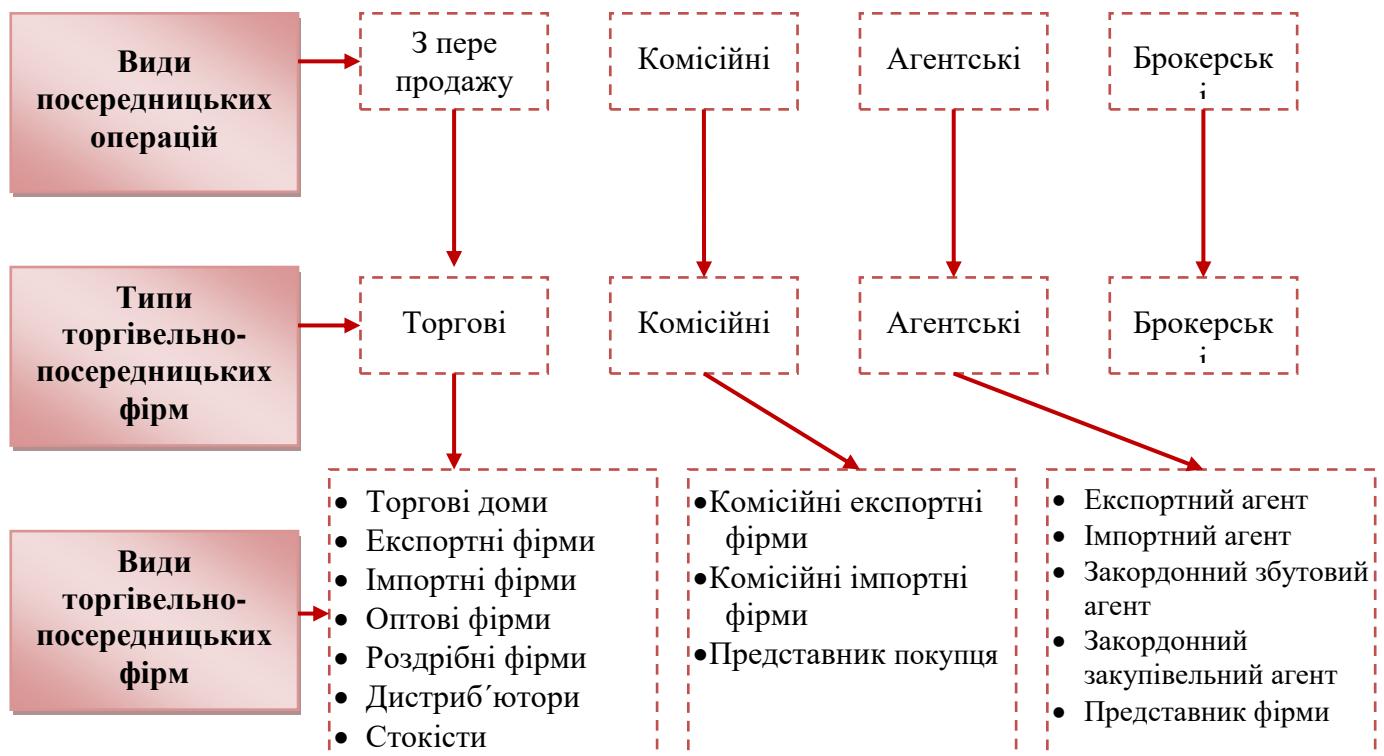 Види
посередницьких
операцій
З пере
продажу
Комісійні
Агентські
Брокерськ
і
Типи
торгівельно-
посередницьких
фірм
Торгові
Комісійні
Агентські
Брокерськ
і
Види
торгівельно-
посередницьких
фірм
• Торгові доми
• Експортні фірми
• Імпортні фірми
• Оптові фірми
• Роздрібні фірми
• Дистриб´ютори
• Стокісти
•Комісійні експортні
фірми
•Комісійні імпортні
фірми
•Представник покупця
• Експортний агент
• Імпортний агент
• Закордонний збутовий
агент
• Закордонний
закупівельний агент
• Представник фірми